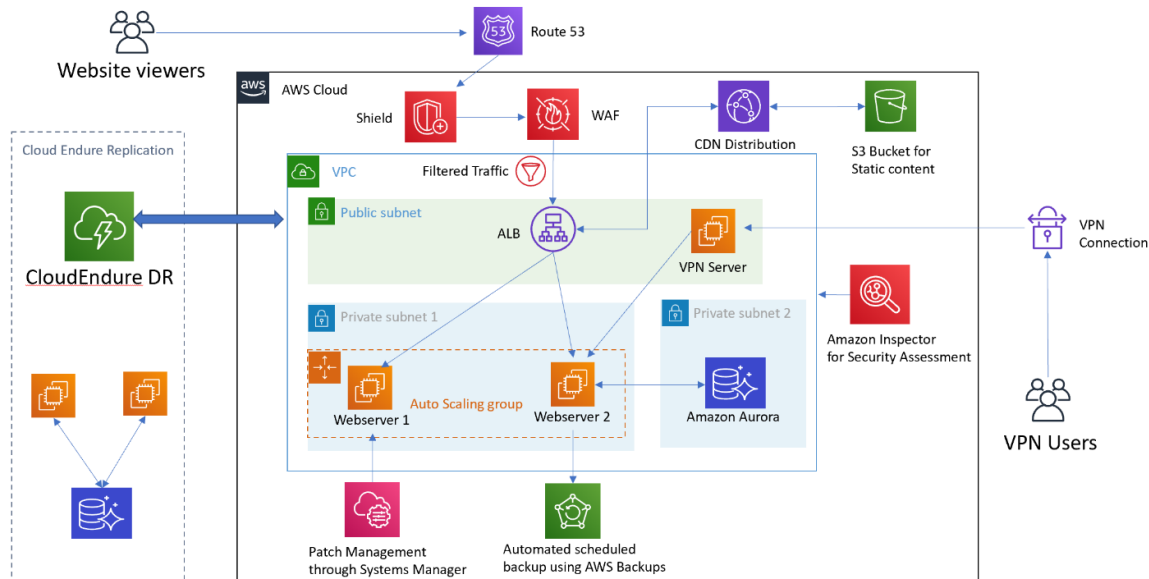 53
Route 53
Website viewers
aws
AWS Cloud
Shield
WAF
CDN Distribution
S3 Bucket for
Static content
Cloud Endure Replication
CloudEndure DR
VPC
Filtered Traffic
Public subnet
ALB
VPN Server
VPN
Connection
Private subnet 1
Private subnet 2
Amazon Inspector
for Security Assessment
Auto Scaling group
Webserver 1
Webserver 2
Amazon Aurora
VPN Users
Patch Management
through Systems Manager
Automated scheduled
backup using AWS Backups